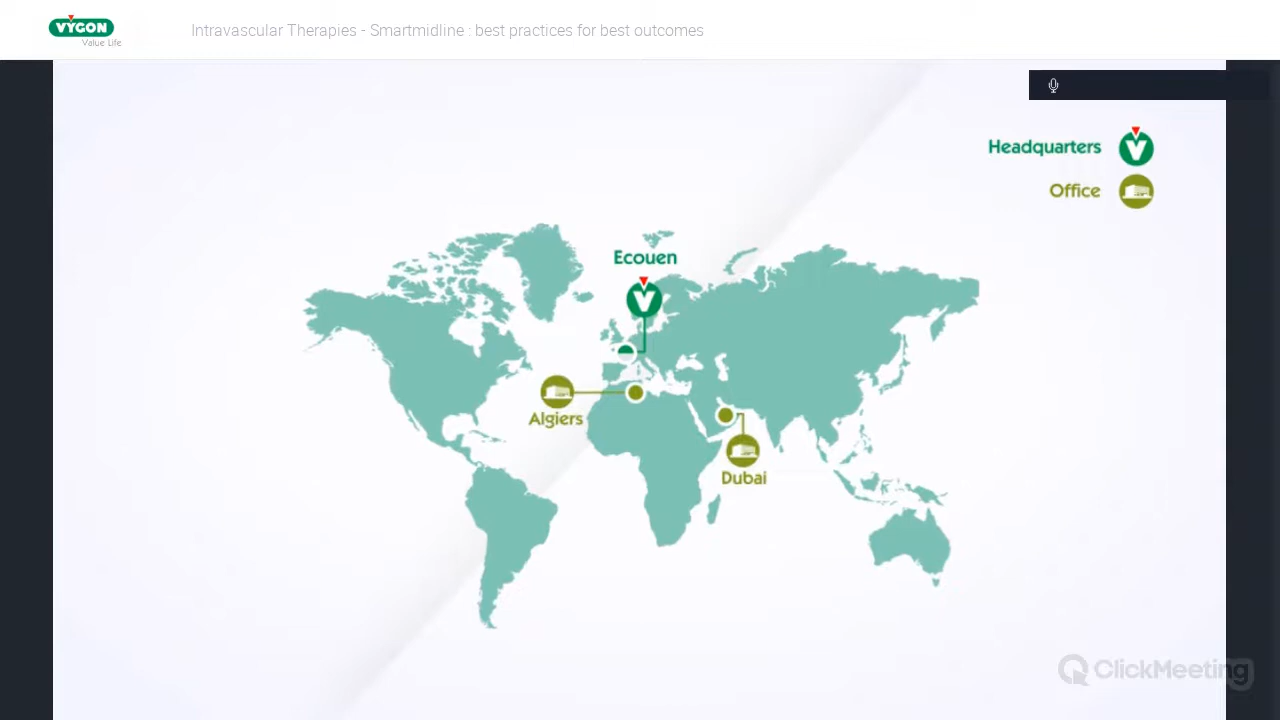 VYGON
Value Life
Intravascular Therapies - Smartmidline : best practices for best outcomes
Headquarters
Office
Ecouen
Algiers
Dubai
ClickMeeting